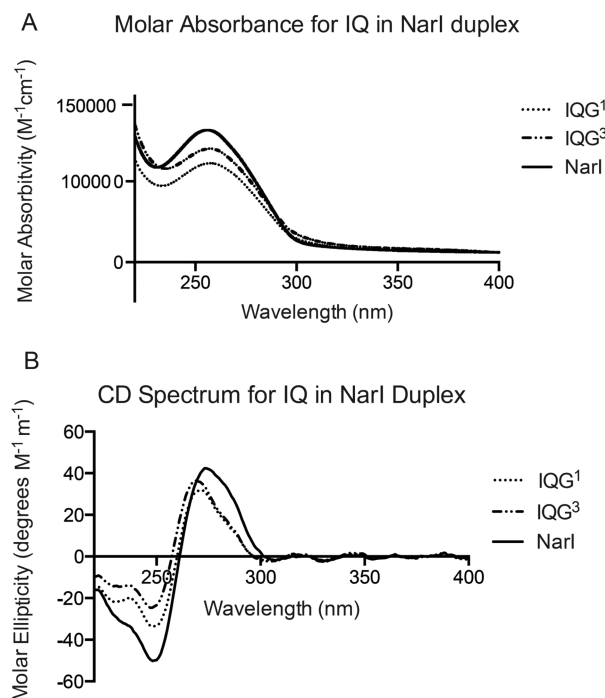 A
Molar Absorbance for IQ in NarI duplex
Molar Absorbitvity (M-1cm-1)
150000
100000
0
0
250
300
350
400
Wavelength (nm)
IQG1
IQG3
NarI
B
CD Spectrum for IQ in NarI Duplex
Molar Ellipticity (degrees M-1 m-1)
60
40
20
0
-20
-40
-60
250
300
350
400
Wavelength (nm)
IQG1
IQG3
NarI